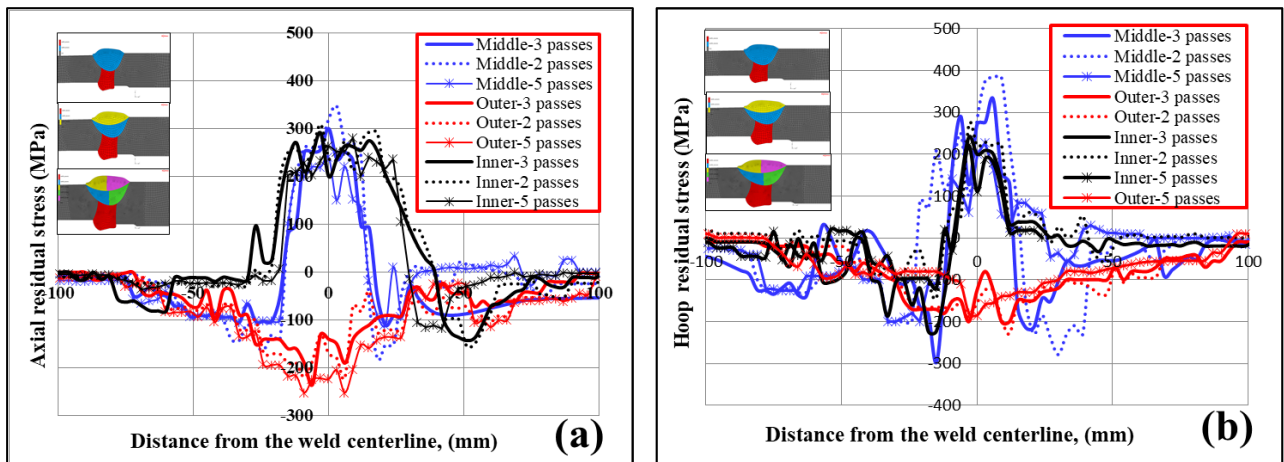 500
400
300
200
100
0
-100
-200
-300
-100
-50
0
50
100
Axial residual stress (MPa)
Distance from the weld centerline, (mm)
Middle-3 passes
Middle-2 passes
Middle-5 passes
Outer-3 passes
Outer-2 passes
Outer-5 passes
Inner-3 passes
Inner-2 passes
Inner-5 passes
(a)
500
400
300
200
100
0
-100
-200
-300
-400
-100
-50
0
50
100
Hoop residual stress (MPa)
Distance from the weld centerline, (mm)
Middle-3 passes
Middle-2 passes
Middle-5 passes
Outer-3 passes
Outer-2 passes
Inner-3 passes
Inner-2 passes
Inner-5 passes
Outer-5 passes
(b)